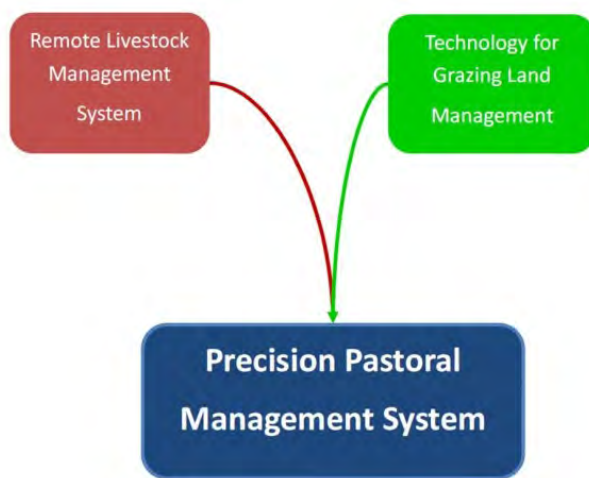 Remote Livestock
Management
System
Technology for
Grazing Land
Management
Precision Pastoral
Management System